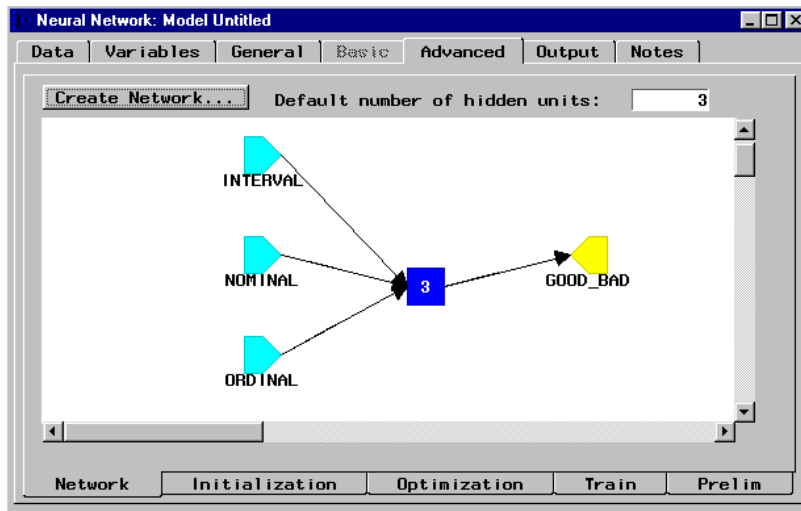 Neural Network: Model Untitled
Data Variables General Basic Advanced Output Notes
Create Network... Default number of hidden units: 3
INTERVAL
NOMINAL
3
GOOD_BAD
ORDINAL
Network Initialization Optimization Train Prelim